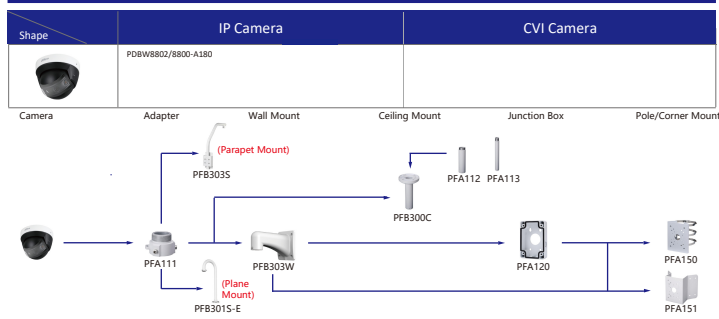 Shape
IP Camera
CVI Camera
PDBW8802/8800-A180
Camera
Adapter
Wall Mount
Ceiling Mount
Junction Box
Pole/Corner Mount
(Parapet Mount)
PFB303S
PFA112
PFA113
PFB300C
PFA111
PFB303W
PFA120
PFA150
(Plane
Mount)
PFB301S-E
PFA151